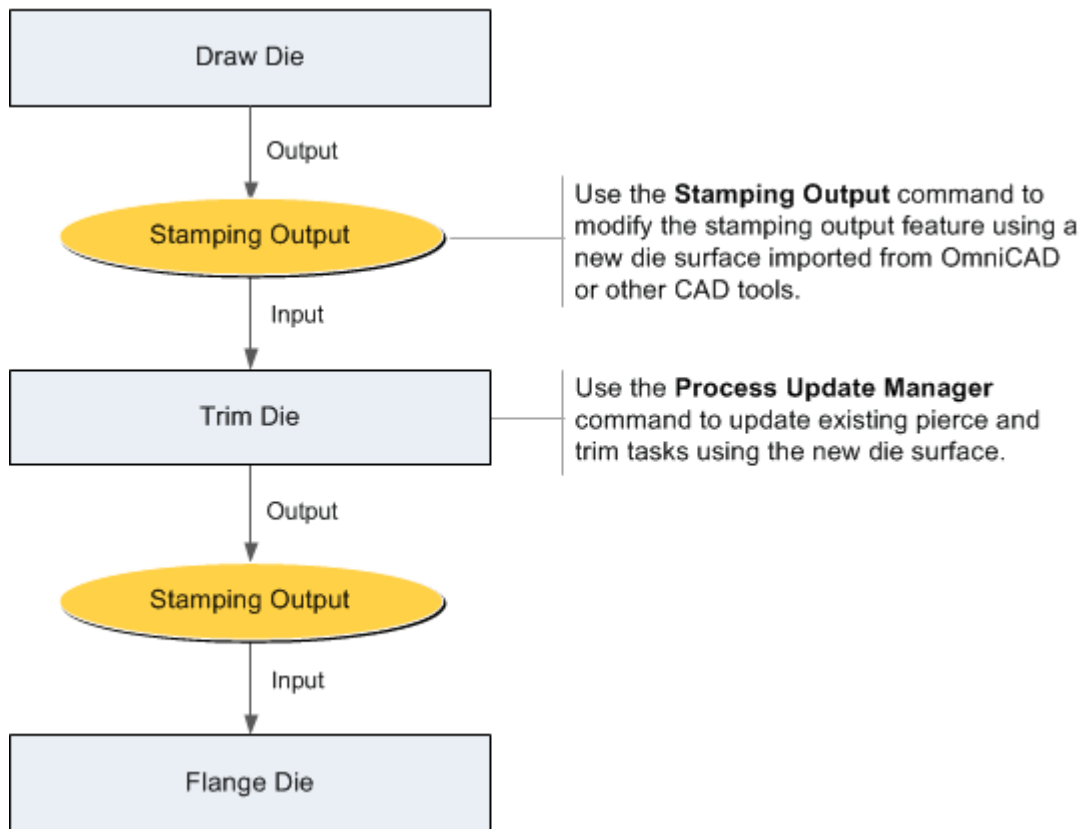 Draw Die
Output
Stamping Output
Use the Stamping Output command to
modify the stamping output feature using a
new die surface imported from OmniCAD
or other CAD tools.
Input
Trim Die
Use the Process Update Manager
command to update existing pierce and
trim tasks using the new die surface.
Output
Stamping Output
Input
Flange Die